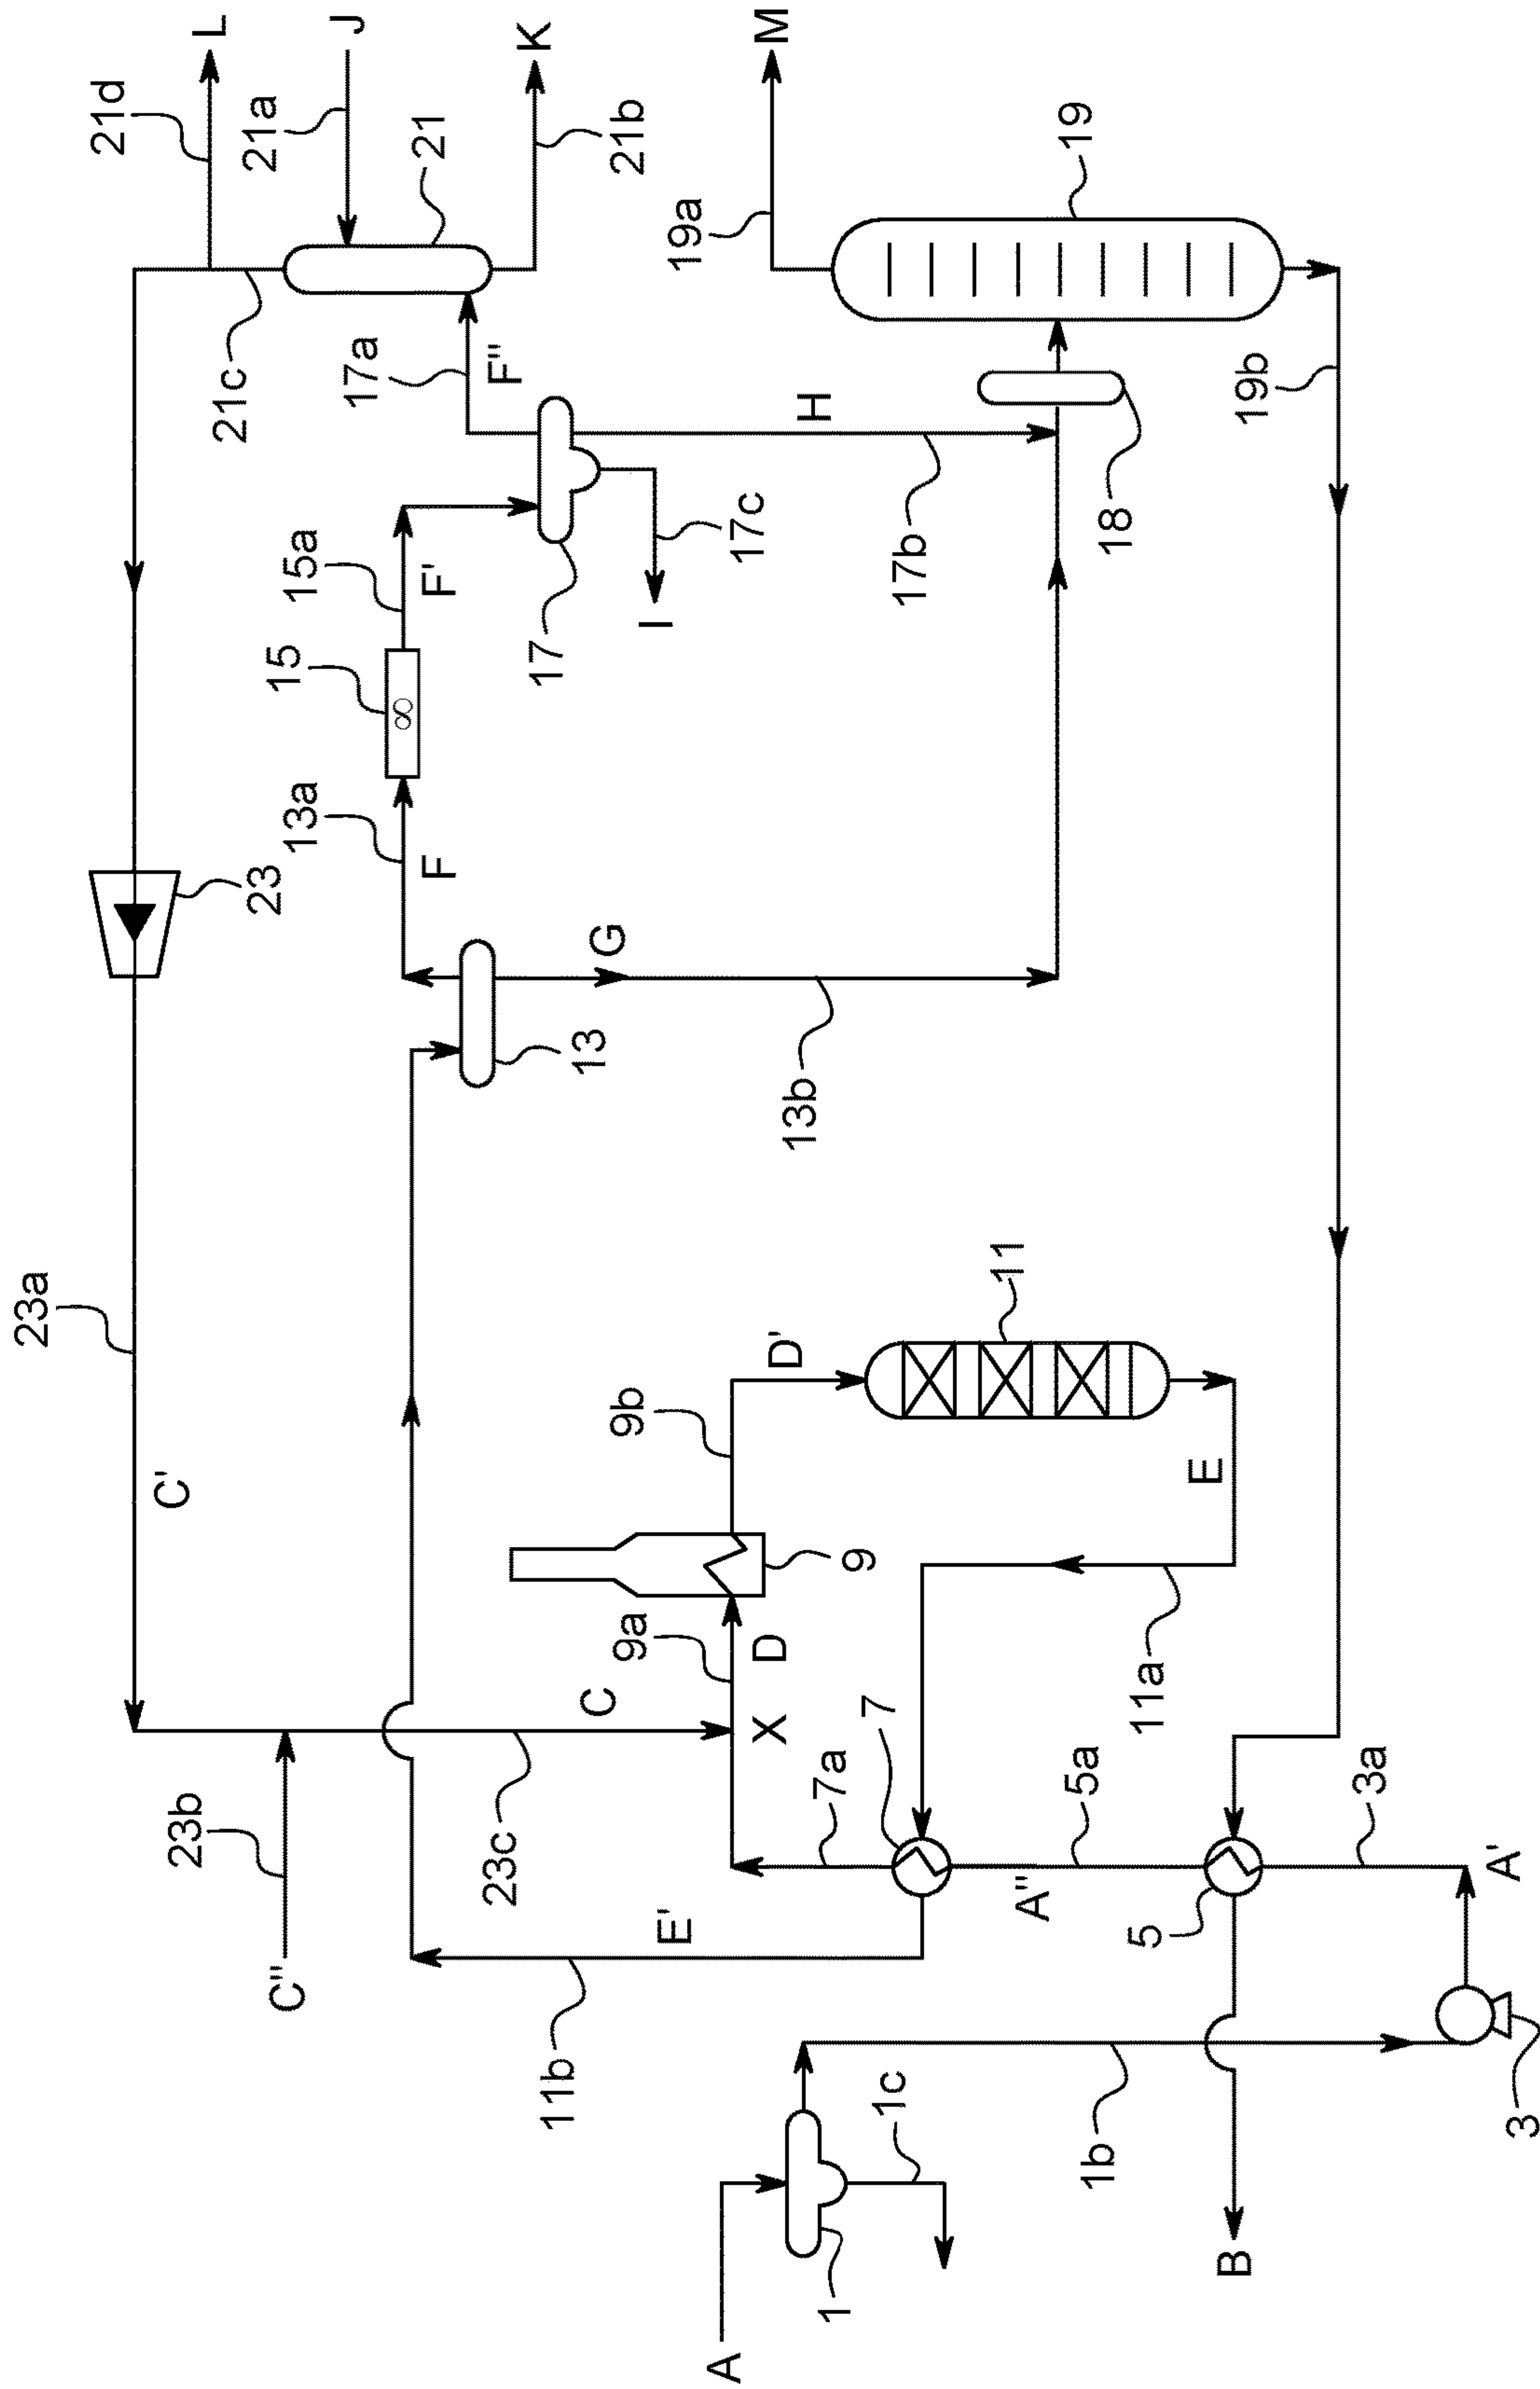 L
21d
J
21a
21
K
21b
21c
17a
F"
M
19a
19
15a
F'
17
17c
I
H
17b
18
19b
15
∞
13a
F
23
G
13
13b
23a
C'
11
D'
9b
E
9
9a
D
C
X
7
7a
11a
5a
3a
23b
23c
C"
E'
A"
5
A'
11b
1c
1b
3
1
A
B